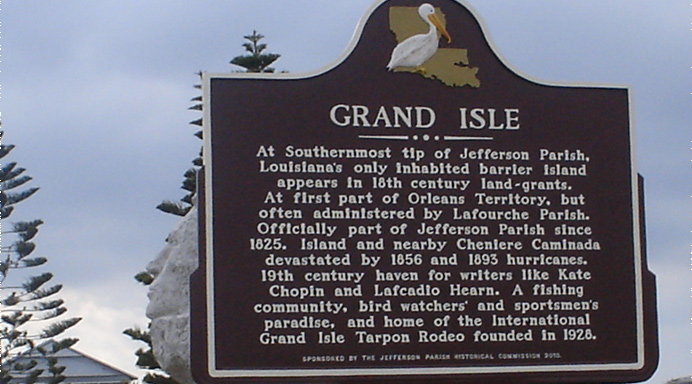 GRAND ISLE
At Southernmost tip of Jefferson Parish,
Louisiana's only inhabited barrier island
appears in 18th century land-grants.
At first part of Orleans Territory, but
often administered by Lafourche Parish.
Officially part of Jefferson Parish since
1825. Island and nearby Cheniere Caminada
devastated by 1856 and 1893 hurricanes.
19th century haven for writers like Kate
Chopin and Lafcadio Hearn. A fishing
community, bird watchers' and sportsmen's
paradise, and home of the International
Grand Isle Tarpon Rodeo founded in 1928.
SPONSORED BY THE JEFFERSON PARISH HISTORICAL COMMISSION 2010.